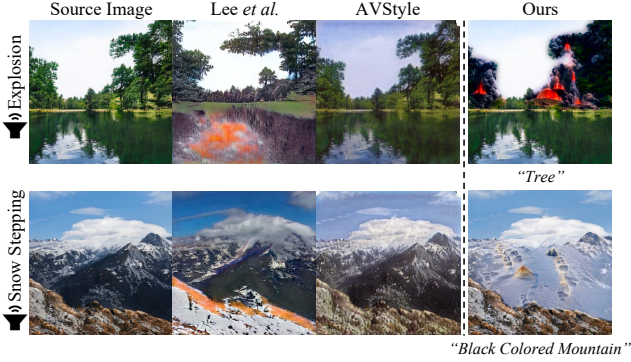 Source Image
Lee et al.
AVStyle
Ours
Explosion
"Tree"
Snow Stepping
"Black Colored Mountain"